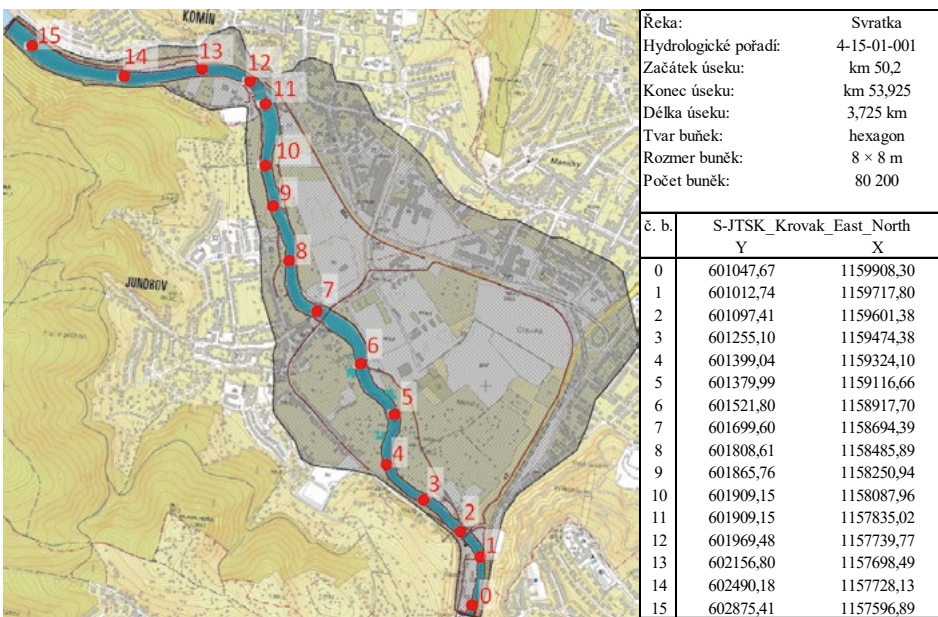 KOMÍN
15
14
13
12
11
10
9
8
JUNDROV
7
6
5
4
3
2
1
0
Řeka: Svratka
Hydrologické pořadí: 4-15-01-001
Začátek úseku: km 50,2
Konec úseku: km 53,925
Délka úseku: 3,725 km
Tvar buňek: hexagon
Rozmer buněk: 8 × 8 m
Počet buněk: 80 200
č. b. S-JTSK_Krovak_East_North
Y X
0 601047,67 1159908,30
1 601012,74 1159717,80
2 601097,41 1159601,38
3 601255,10 1159474,38
4 601399,04 1159324,10
5 601379,99 1159116,66
6 601521,80 1158917,70
7 601699,60 1158694,39
8 601808,61 1158485,89
9 601865,76 1158250,94
10 601909,15 1158087,96
11 601909,15 1157835,02
12 601969,48 1157739,77
13 602156,80 1157698,49
14 602490,18 1157728,13
15 602875,41 1157596,89